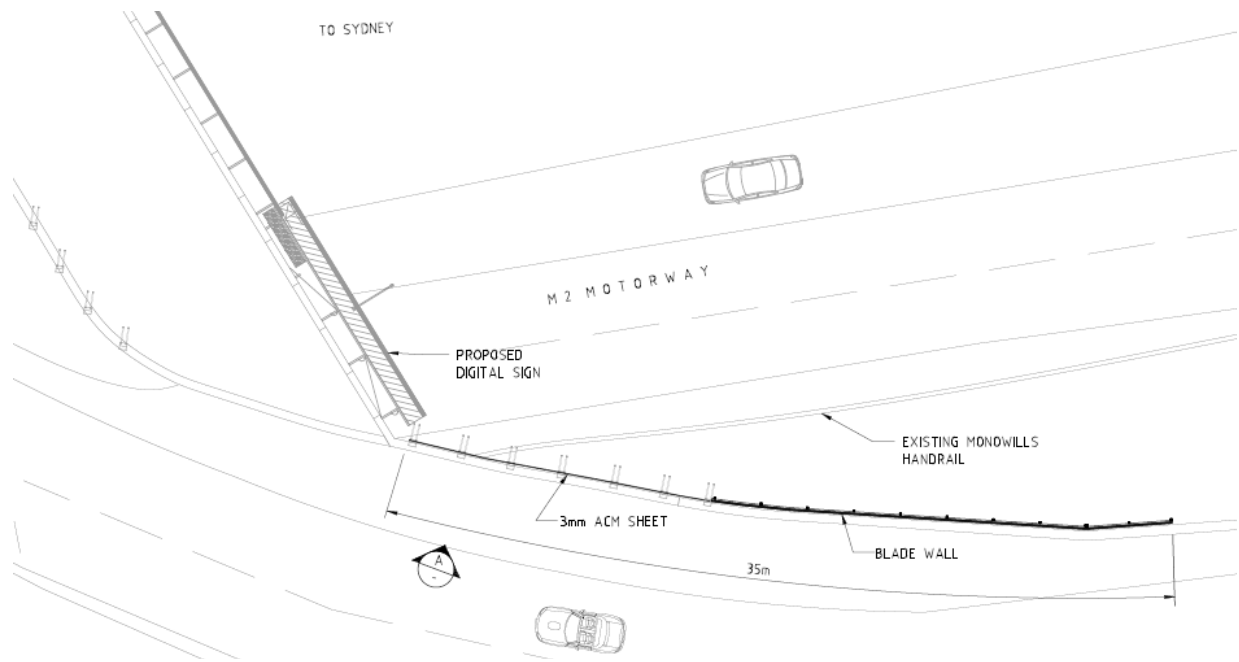 TO SYDNEY
M2 MOTORWAY
PROPOSED
DIGITAL SIGN
EXISTING MONOWILLS
HANDRAIL
3mm ACM SHEET
BLADE WALL
A
-
35m